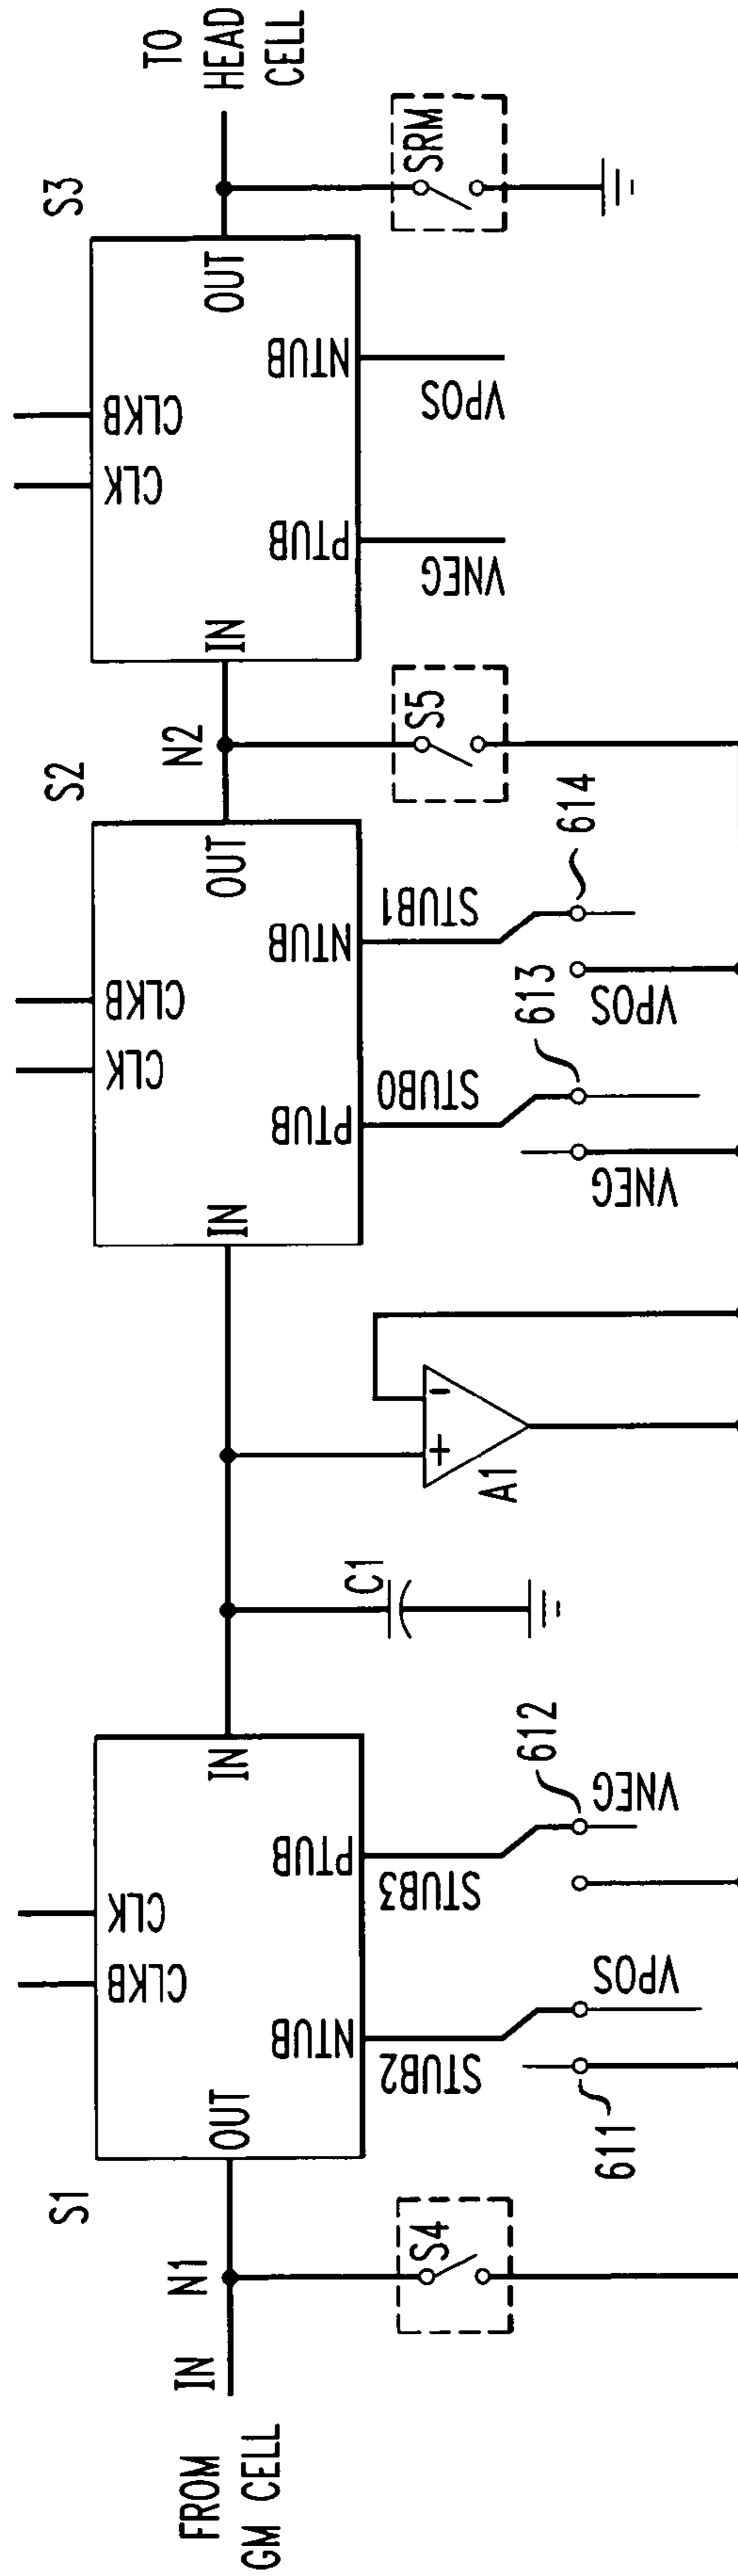 FROM
GM CELL
IN
N1
S4
S1
OUT
CLKB
CLK
NTUB
PTUB
IN
STUB2
STUB3
611
VPOS
612
VNEG
C1
+
-
A1
S2
IN
CLK
CLKB
OUT
PTUB
NTUB
STUB0
STUB1
VNEG
613
VPOS
614
N2
S5
S3
IN
CLK
CLKB
OUT
PTUB
NTUB
VNEG
VPOS
SRM
TO
HEAD
CELL